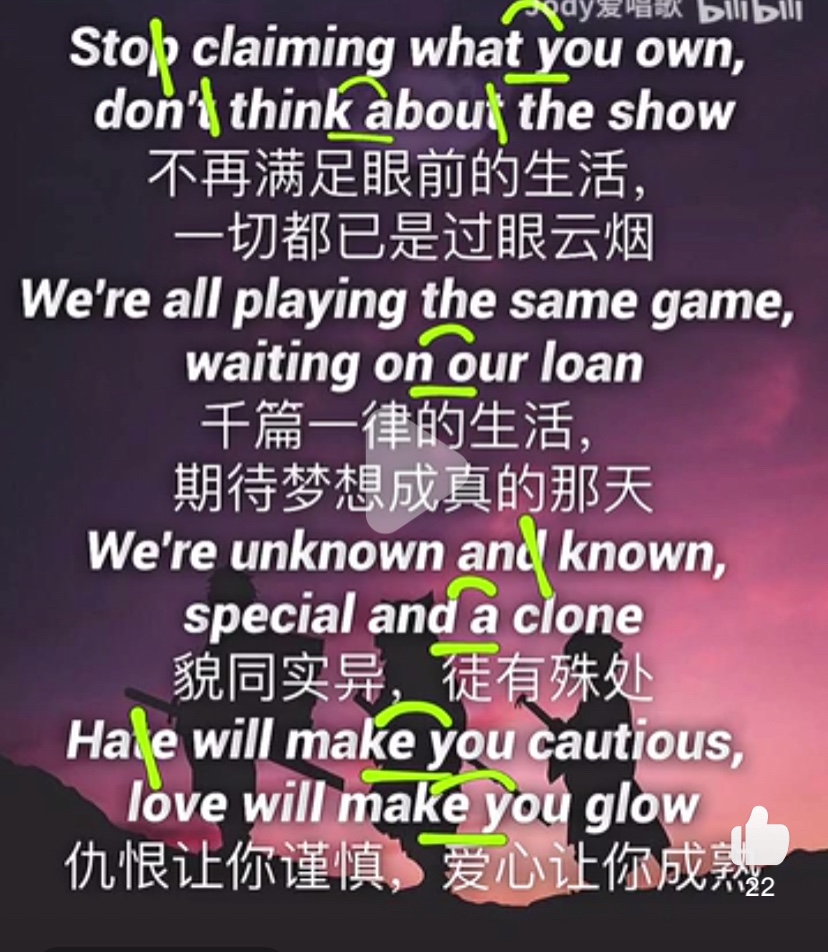 Jody爱唱歌 bilibili
Stop claiming what you own,
don't think about the show
不再满足眼前的生活，
一切都已是过眼云烟
We're all playing the same game,
waiting on our loan
千篇一律的生活，
期待梦想成真的那天
We're unknown and known,
special and a clone
貌同实异， 徒有殊处
Hate will make you cautious,
love will make you glow
仇恨让你谨慎， 爱心让你成熟
22